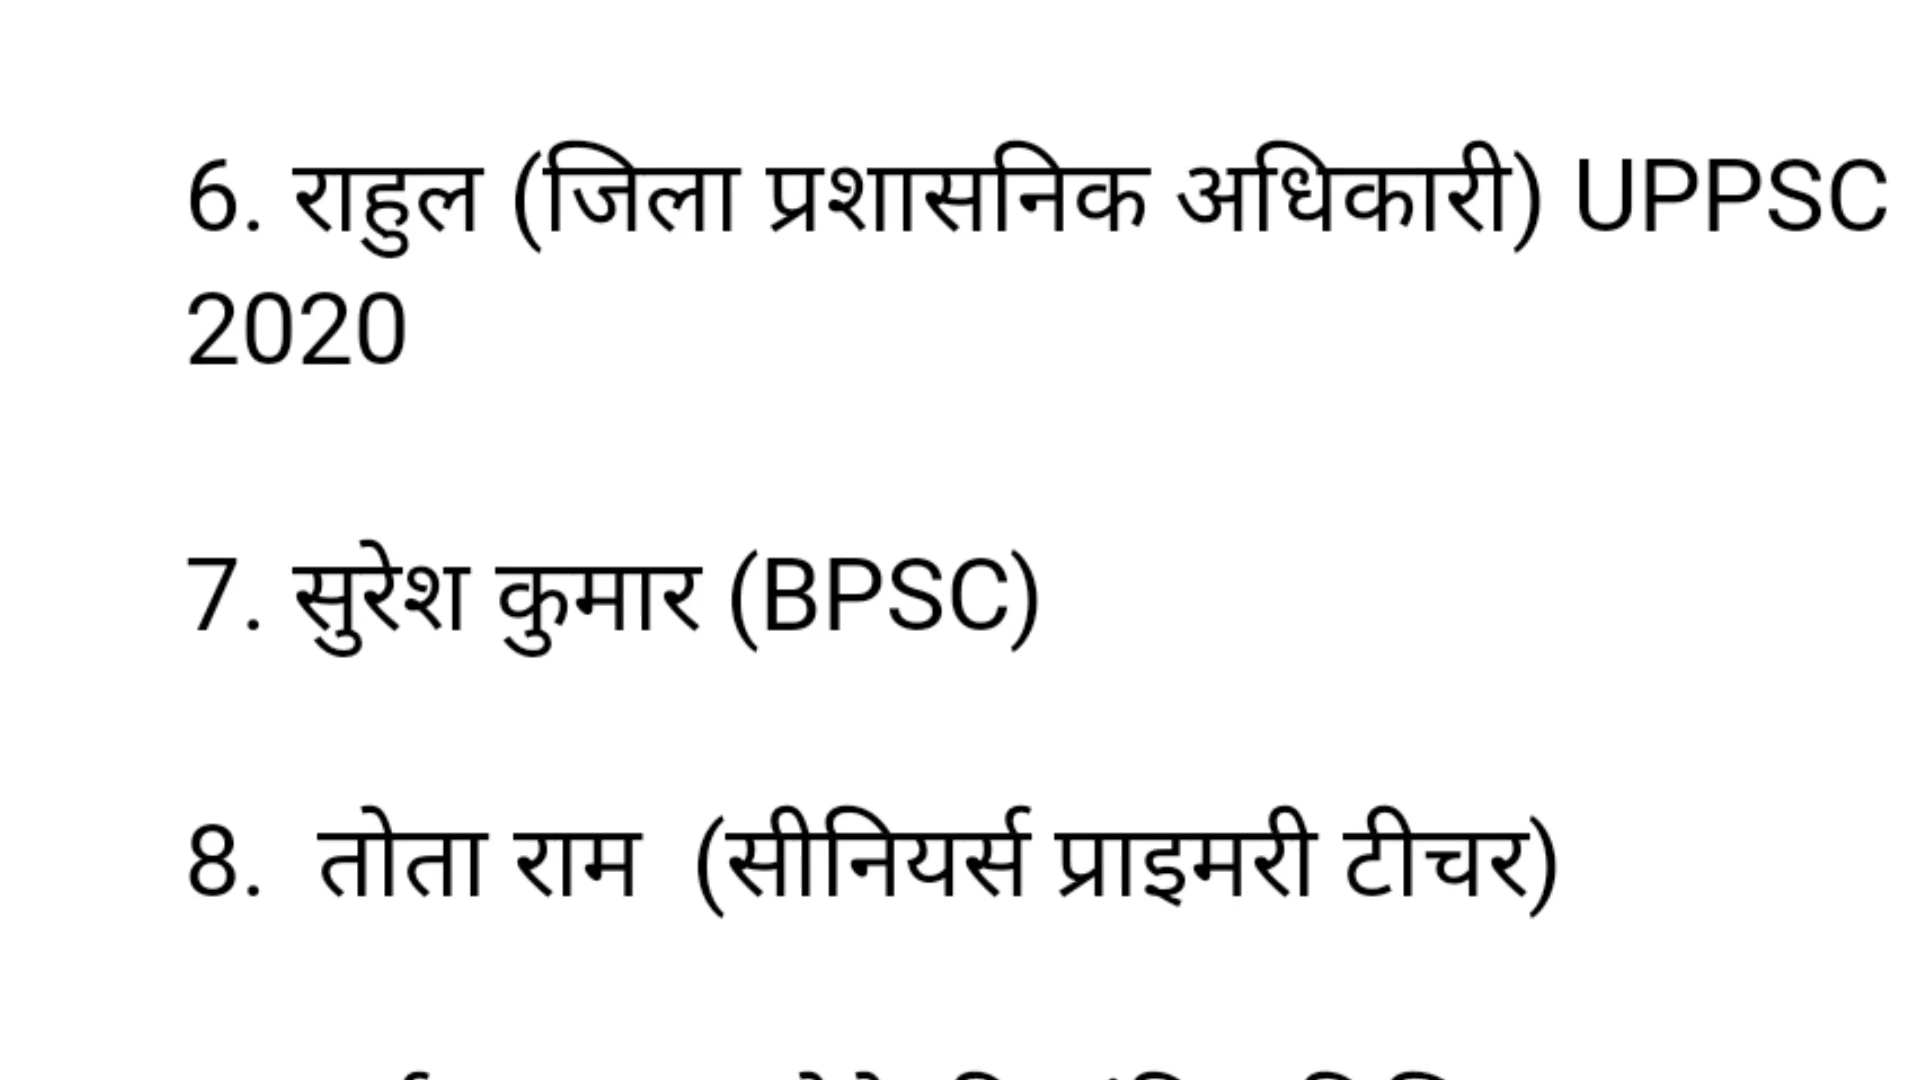 6. राहुल (जिला प्रशासनिक अधिकारी) UPPSC
2020
7. सुरेश कुमार (BPSC)
8. तोता राम (सीनियर्स प्राइमरी टीचर)